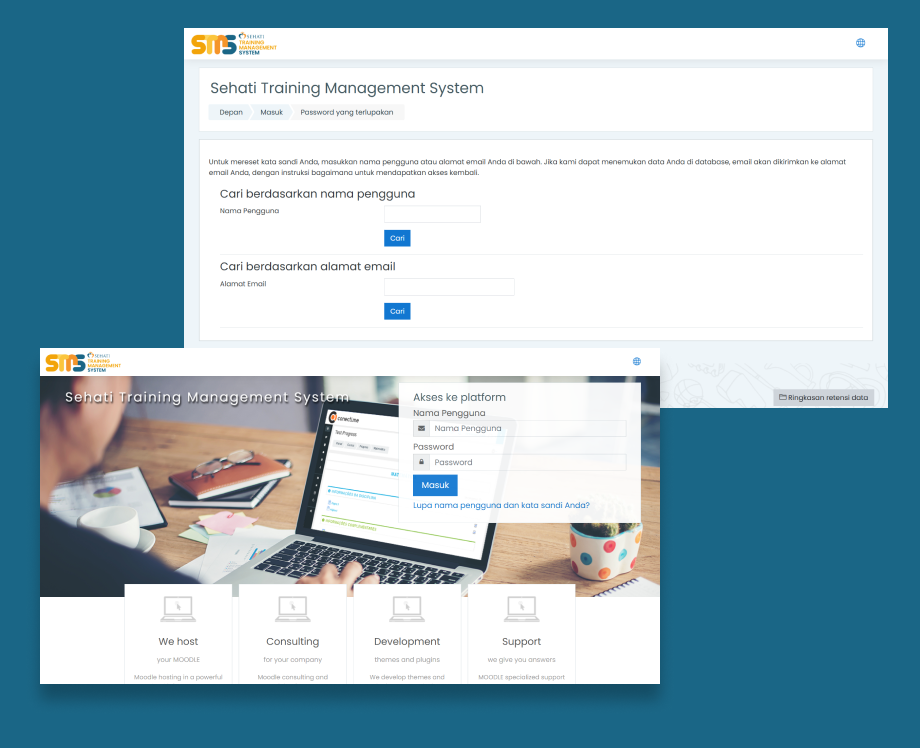 SMS SEHATI
TRAINING
MANAGEMENT
SYSTEM
Sehati Training Management System
Depan Masuk Password yang terlupakan
Untuk mereset kata sandi Anda, masukkan nama pengguna atau alamat email Anda di bawah. Jika kami dapat menemukan data Anda di database, email akan dikirimkan ke alamat
email Anda, dengan instruksi bagaimana untuk mendapatkan akses kembali.
Cari berdasarkan nama pengguna
Nama Pengguna
Cari
Cari berdasarkan alamat email
Alamat Email
Cari
Ringkasan retensi data
SMS SEHATI
TRAINING
MANAGEMENT
SYSTEM
Sehati Training Management System
conectime
Test Progress
Akses ke platform
Nama Pengguna
Nama Pengguna
Password
Password
Masuk
Lupa nama pengguna dan kata sandi Anda?
We host
your MOODLE
Moodle hosting in a powerful
Consulting
for your company
Moodle consulting and
Development
themes and plugins
We develop themes and
Support
we give you answers
MOODLE specialized support